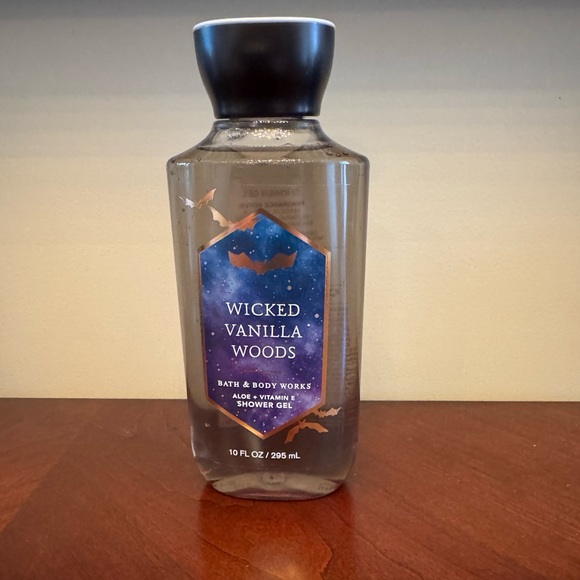 WICKED
VANILLA
WOODS
BATH & BODY WORKS
ALOE + VITAMIN E
SHOWER GEL
10 FL OZ / 295 mL